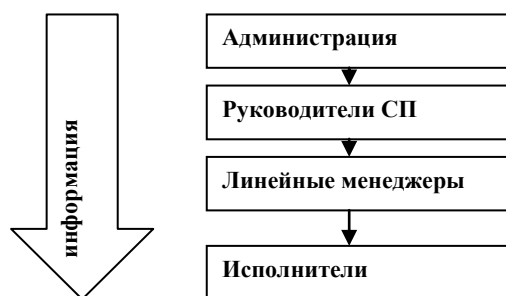 информация
Администрация
Руководители СП
Линейные менеджеры
Исполнители